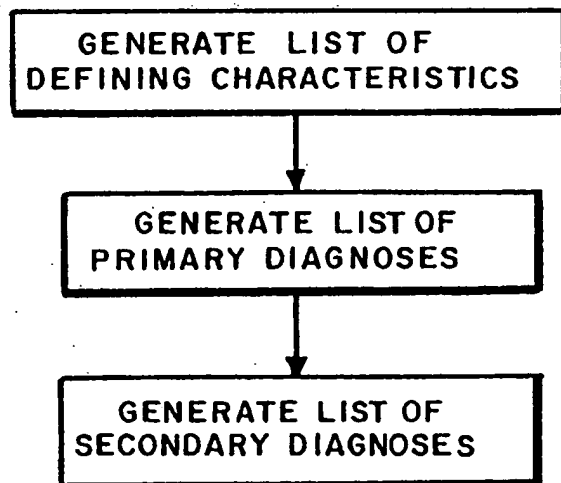 GENERATE LIST OF
DEFINING CHARACTERISTICS
GENERATE LIST OF
PRIMARY DIAGNOSES
GENERATE LIST OF
SECONDARY DIAGNOSES